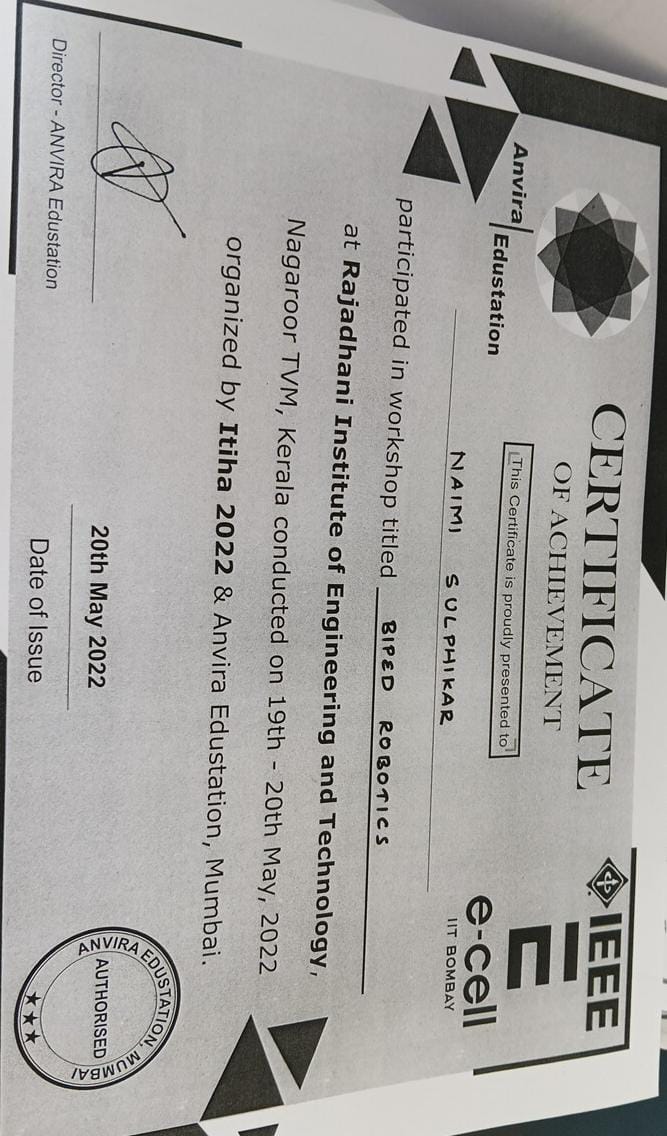 CERTIFICATE
OF ACHIEVEMENT
IEEE
Anvira
Edustation
This Certificate is proudly presented to
e-cell
IIT BOMBAY
NAIMI SULPHIKAR
participated in workshop titled BIPED ROBOTICS
at Rajadhani Institute of Engineering and Technology,
Nagaroor TVM, Kerala conducted on 19th - 20th May, 2022
organized by Itiha 2022 & Anvira Edustation, Mumbai.
Director - ANVIRA Edustation
20th May 2022
Date of Issue
ANVIRA EDUSTATION, MUMBAI
AUTHORISED